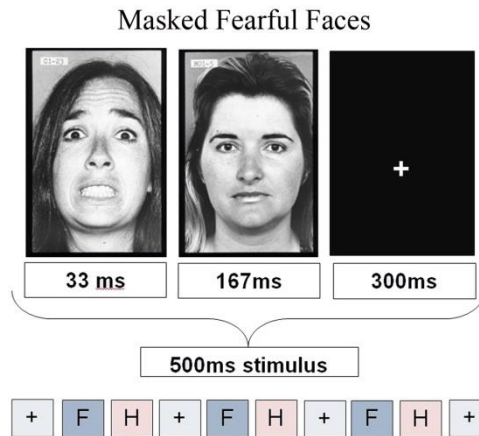 Masked Fearful Faces
33 ms 167ms 300ms
500ms stimulus
+ F H + F H + F H +